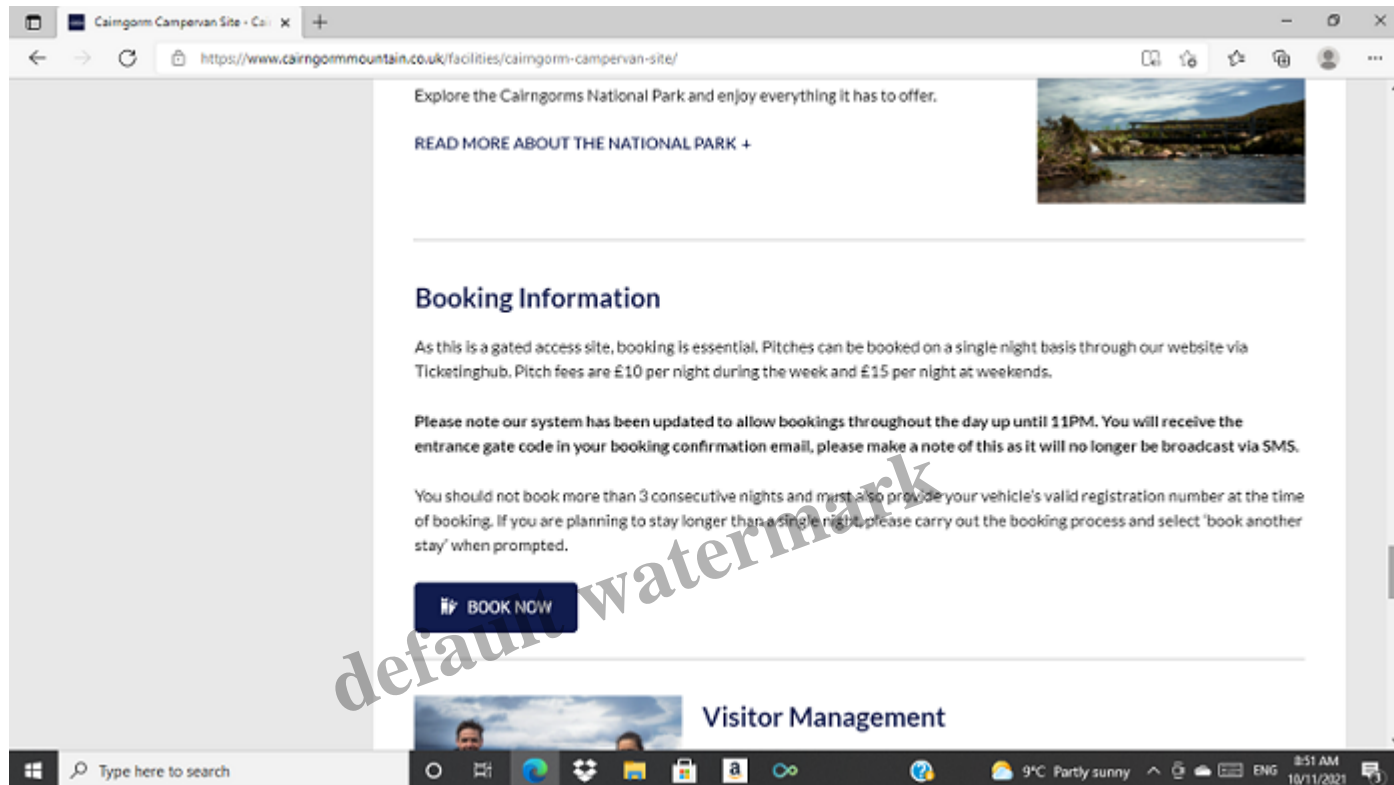 Cairngorm Campervan Site - Cai
https://www.cairngormmountain.co.uk/facilities/cairngorm-campervan-site/
Explore the Cairngorms National Park and enjoy everything it has to offer.
READ MORE ABOUT THE NATIONAL PARK +
Booking Information
As this is a gated access site, booking is essential. Pitches can be booked on a single night basis through our website via
Ticketinghub. Pitch fees are £10 per night during the week and £15 per night at weekends.
Please note our system has been updated to allow bookings throughout the day up until 11PM. You will receive the
entrance gate code in your booking confirmation email, please make a note of this as it will no longer be broadcast via SMS.
You should not book more than 3 consecutive nights and must also provide your vehicle's valid registration number at the time
of booking. If you are planning to stay longer than a single night, please carry out the booking process and select 'book another
stay' when prompted.
BOOK NOW
default watermark
Visitor Management
Type here to search
a
9°C Partly sunny
ENG
8:51 AM
10/11/2021
3